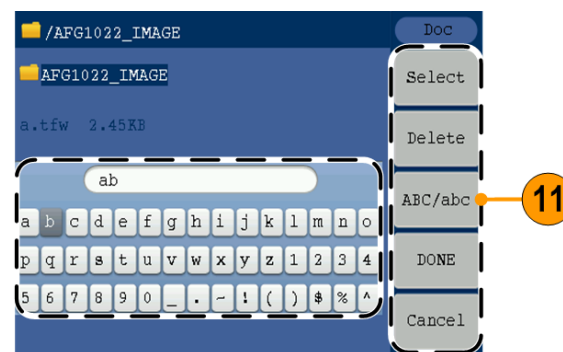 /AFG1022_IMAGE
Doc
AFG1022_IMAGE
Select
a.tfw 2.45KB
Delete
ab
ABC/abc
11
a b c d e f g h i j k l m n o
p q r s t u v w x y z 1 2 3 4
DONE
5 6 7 8 9 0 _ . ~ ! ( ) $ % ^
Cancel